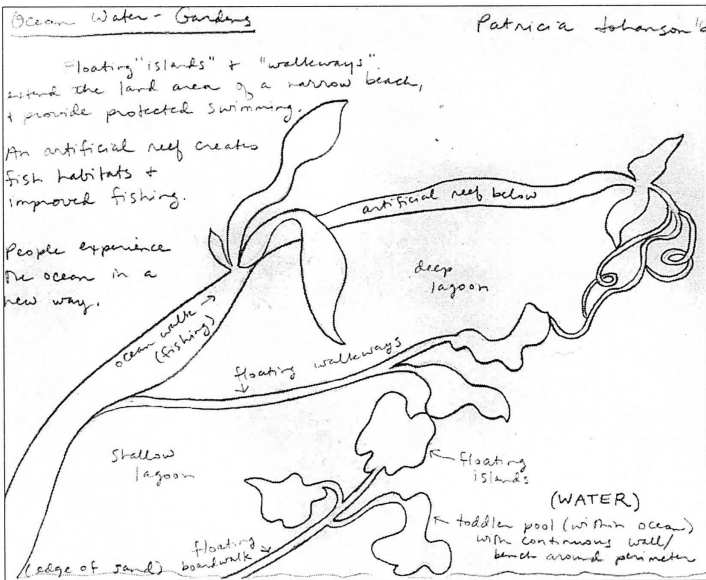 Ocean Water-Gardens
Patricia Johanson
Floating "islands" + "walkways"
extend the land area of a narrow beach,
+ provide protected swimming.
An artificial reef creates
fish habitats +
improved fishing.
People experience
the ocean in a
new way.
artificial reef below
deep
lagoon
ocean walk →
(fishing)
floating walkways
shallow
lagoon
floating
islands
(WATER)
toddler pool (within ocean)
with continuous wall/
bench around perimeter
floating
boardwalk
(edge of sand)